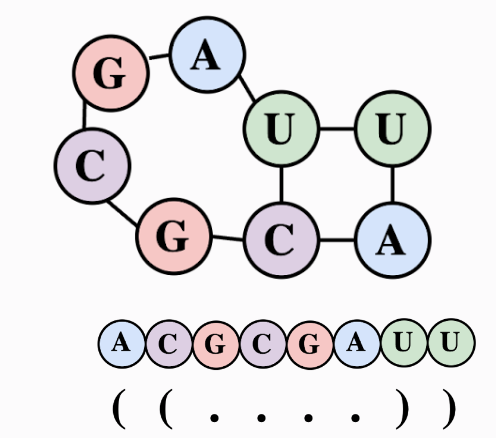 G A
U U
C
G C A
A C G C G A U U
( ( . . . . ) )